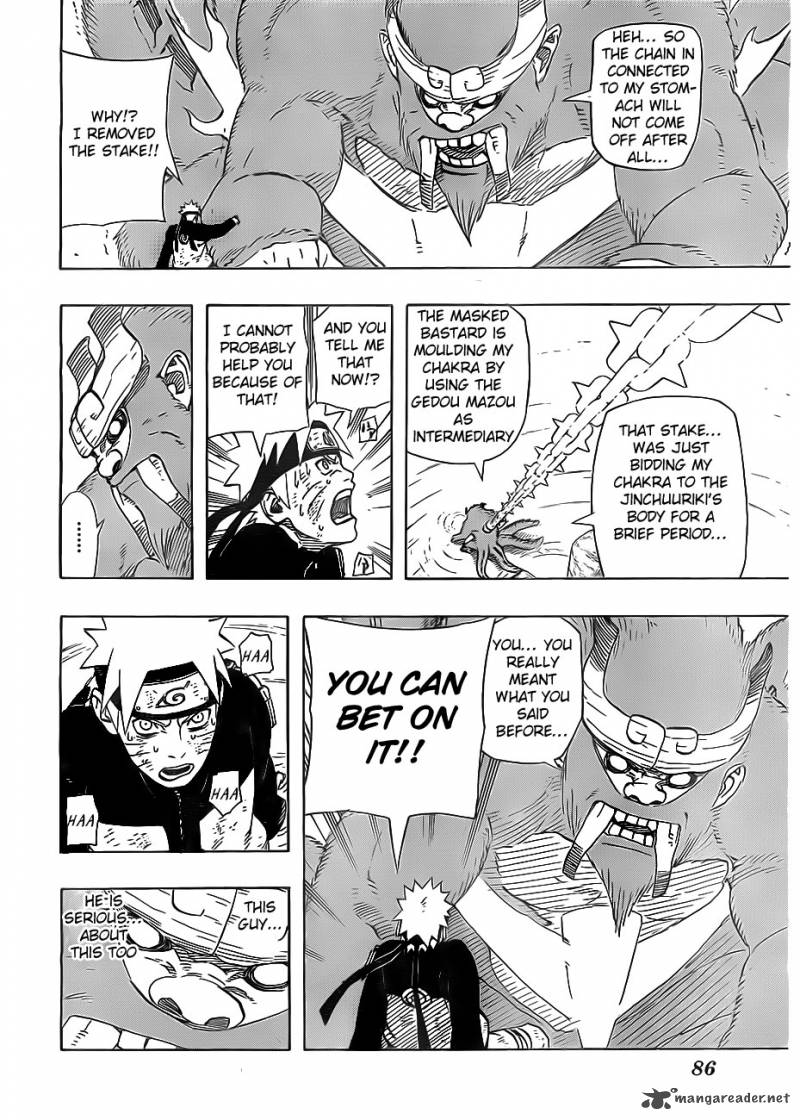 HEH... SO
THE CHAIN IN
CONNECTED
TO MY STOM-
ACH WILL
NOT COME
OFF AFTER
ALL...
WHY!?
I REMOVED
THE STAKE!!
THE MASKED
BASTARD IS
MOULDING MY
CHAKRA BY
USING THE
GEDOU MAZOU
AS
INTERMEDIARY
THAT STAKE...
WAS JUST
BIDDING MY
CHAKRA TO THE
JINCHUURIKI'S
BODY FOR A
BRIEF PERIOD...
AND YOU
TELL ME
THAT
NOW!?
I CANNOT
PROBABLY
HELP YOU
BECAUSE OF
THAT!
........
YOU... YOU
REALLY
MEANT
WHAT YOU
SAID
BEFORE...
YOU CAN
BET ON
IT!!
HAA
HAA
HAA
THIS
GUY...
HE IS
SERIOUS...
ABOUT
THIS TOO
86
mangareader.net